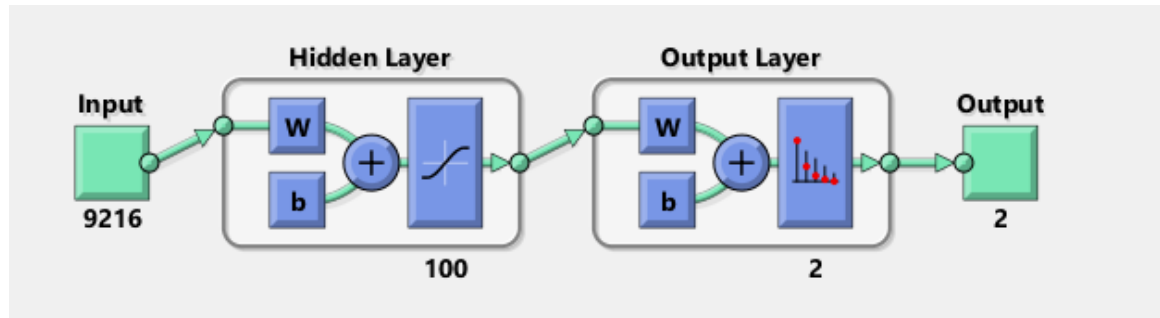 Hidden Layer
Output Layer
Input
W
b
+
9216
100
W
b
+
2
Output
2